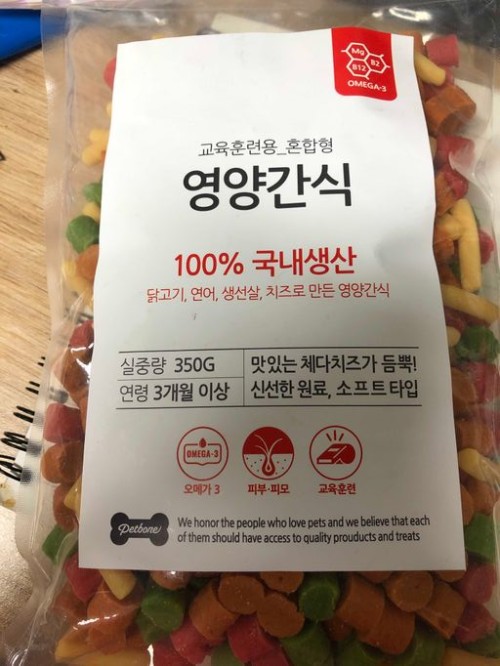 Mg
B2
B12
OMEGA-3
교육훈련용_혼합형
영양간식
100% 국내생산
닭고기, 연어, 생선살, 치즈로 만든 영양간식
실중량 350G
맛있는 체다치즈가 듬뿍!
연령 3개월 이상
신선한 원료, 소프트 타입
OMEGA-3
오메가 3
피부·피모
교육훈련
Petbone
We honor the people who love pets and we believe that each
of them should have access to quality prouducts and treats